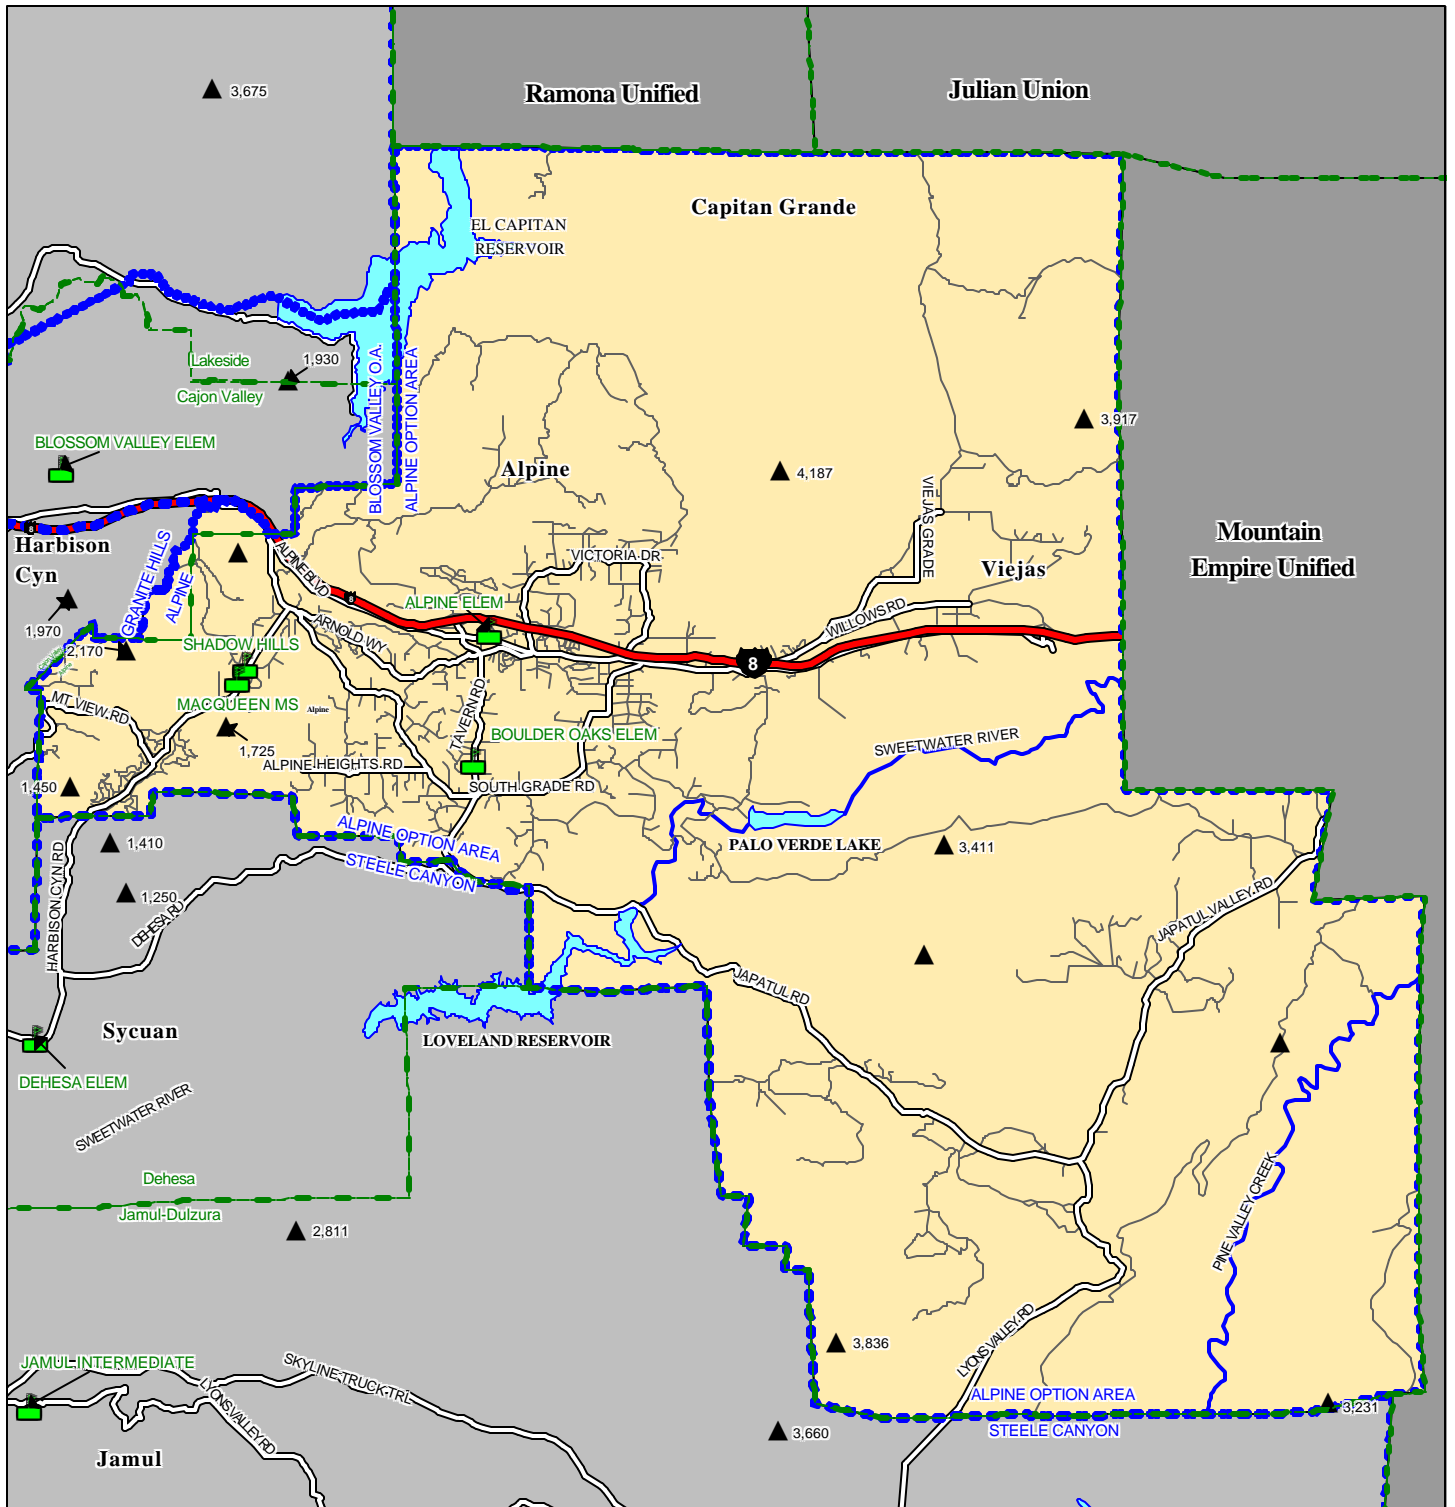 3,675
Ramona Unified
Julian Union
Capitan Grande
EL CAPITAN
RESERVOIR
Lakeside
1,930
Cajon Valley
BLOSSOM VALLEY O.A.
ALPINE OPTION AREA
3,917
BLOSSOM VALLEY ELEM
Alpine
4,187
VIEJAS GRADE
8
Harbison
Cyn
GRANITE HILLS
ALPINE
ALPINE BLVD
VICTORIA DR
Viejas
Mountain
Empire Unified
1,970
8
ALPINE ELEM
ARNOLD WY
WILLOWS RD
2,170
SHADOW HILLS
8
MT VIEW RD
MACQUEEN MS
Alpine
TAVERN RD
BOULDER OAKS ELEM
SWEETWATER RIVER
1,725
ALPINE HEIGHTS RD
1,450
SOUTH GRADE RD
ALPINE OPTION AREA
STEELE CANYON
1,410
PALO VERDE LAKE
3,411
1,250
HARBISON CYN RD
DEHESA RD
JAPATUL VALLEY RD
JAPATUL RD
Sycuan
LOVELAND RESERVOIR
DEHESA ELEM
SWEETWATER RIVER
Dehesa
Jamul-Dulzura
2,811
PINE VALLEY CREEK
3,836
LYONS VALLEY RD
JAMUL INTERMEDIATE
SKYLINE TRUCK TRL
LYONS VALLEY RD
ALPINE OPTION AREA
3,231
STEELE CANYON
3,660
Jamul